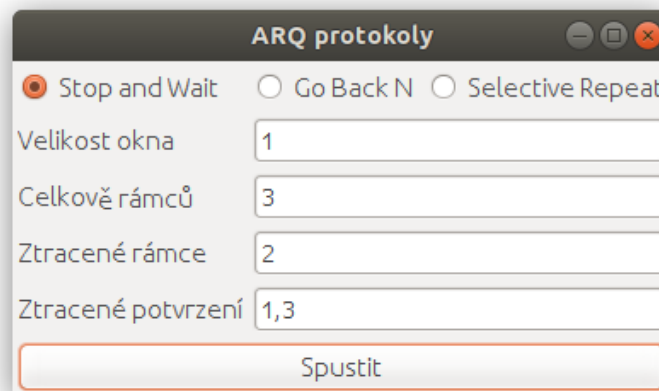 ARQ protokoly
Stop and Wait Go Back N Selective Repeat
Velikost okna 1
Celkově rámců 3
Ztracené rámce 2
Ztracené potvrzení 1,3
Spustit